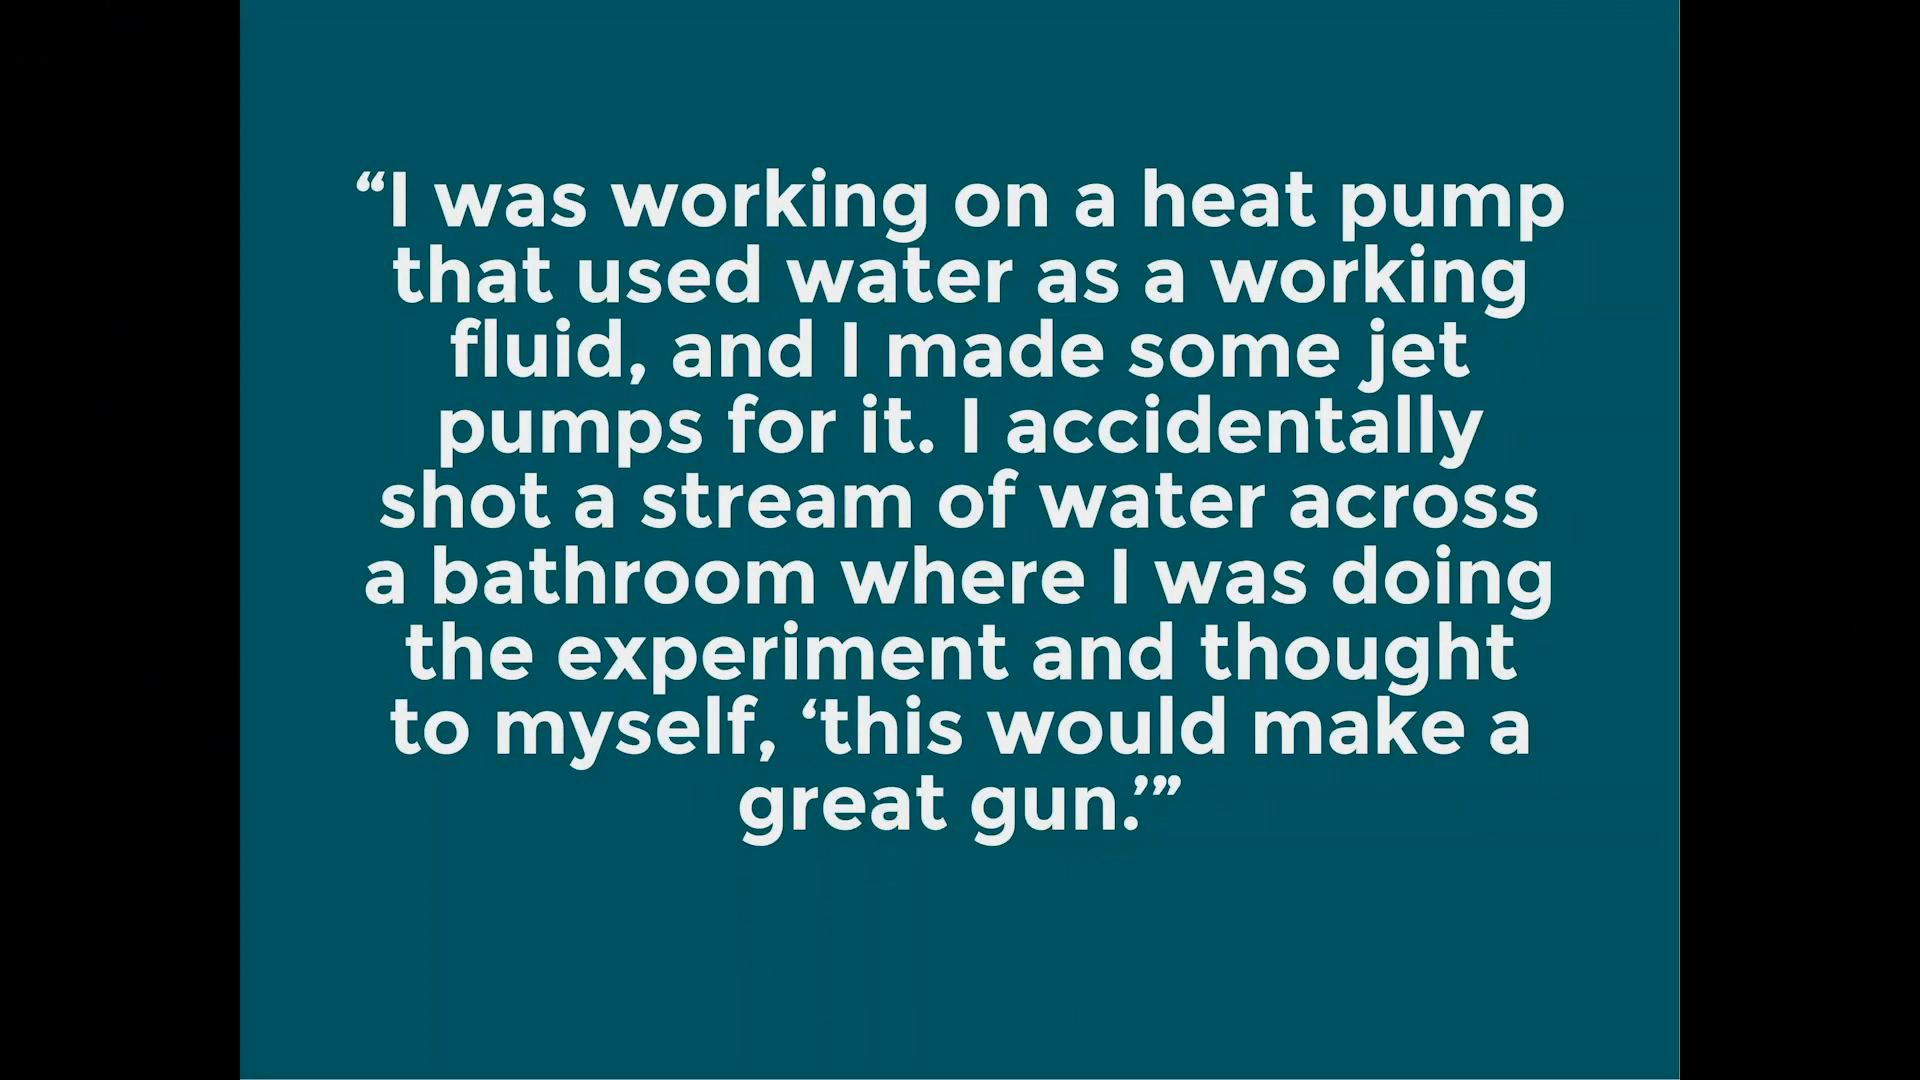 “I was working on a heat pump
that used water as a working
fluid, and I made some jet
pumps for it. I accidentally
shot a stream of water across
a bathroom where I was doing
the experiment and thought
to myself, ‘this would make a
great gun.’”